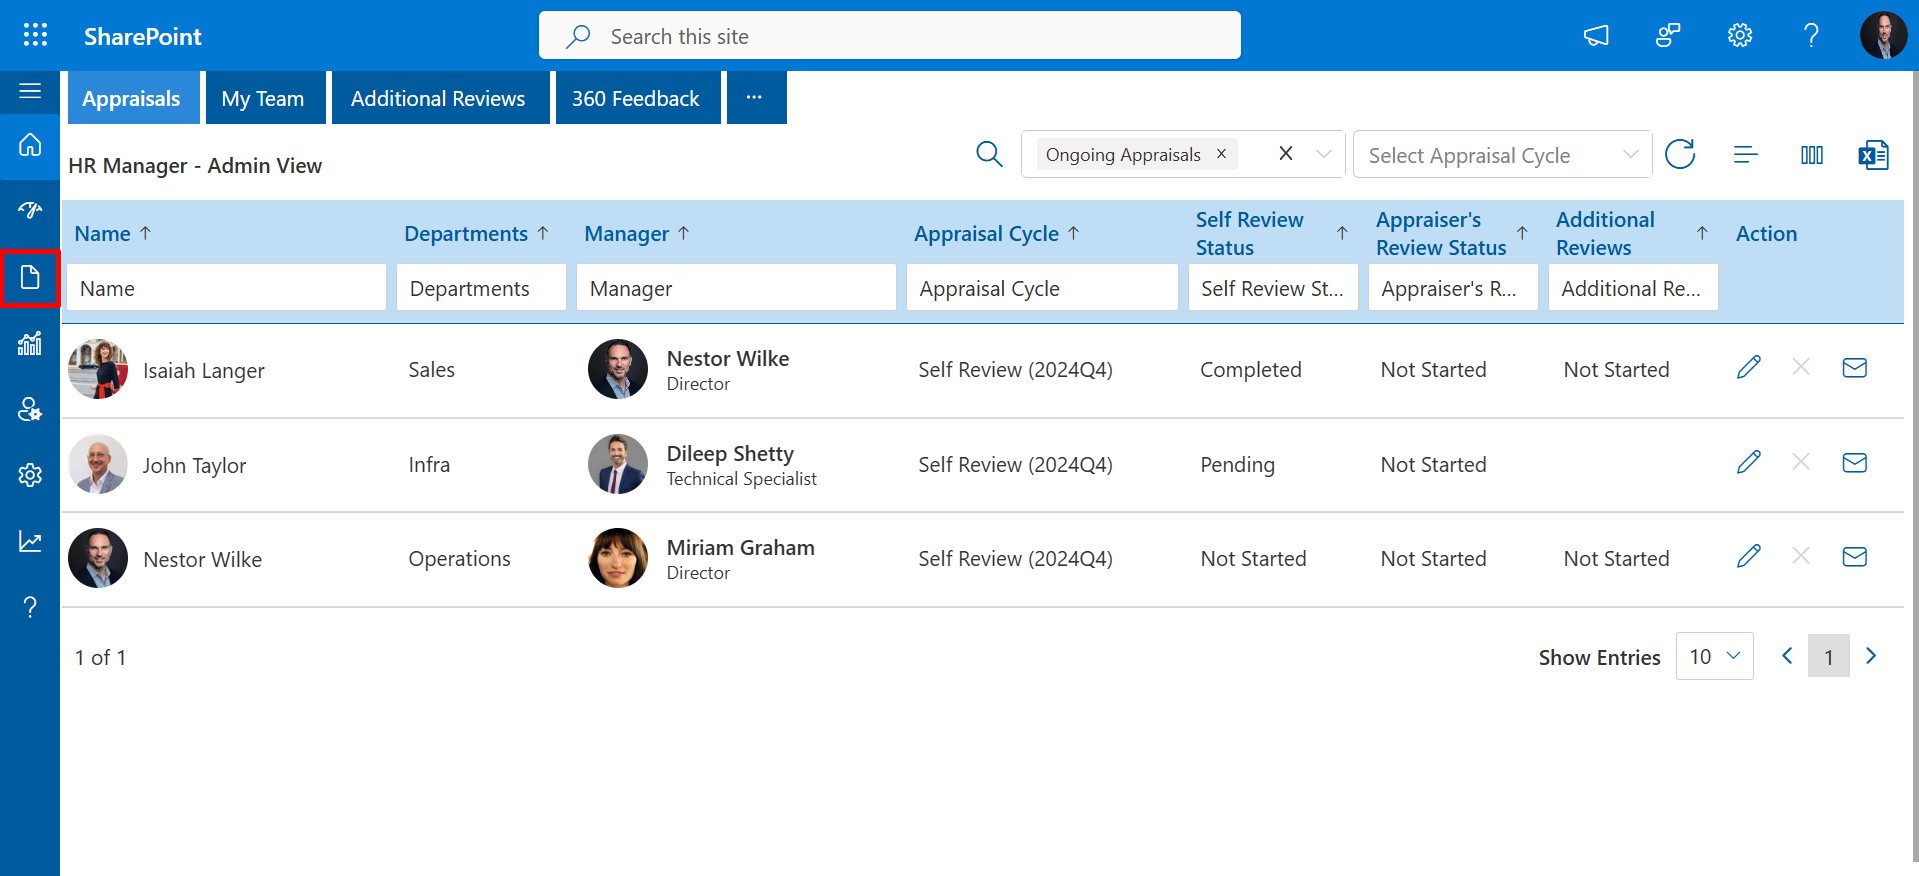 SharePoint
Search this site
Appraisals
My Team
Additional Reviews
360 Feedback
...
HR Manager - Admin View
Ongoing Appraisals
Select Appraisal Cycle
Name
Departments
Manager
Appraisal Cycle
Self Review
Status
Appraiser's
Review Status
Additional
Reviews
Action
Name
Departments
Manager
Appraisal Cycle
Self Review St...
Appraiser's R...
Additional Re...
Isaiah Langer
Sales
Nestor Wilke
Director
Self Review (2024Q4)
Completed
Not Started
Not Started
John Taylor
Infra
Dileep Shetty
Technical Specialist
Self Review (2024Q4)
Pending
Not Started
Nestor Wilke
Operations
Miriam Graham
Director
Self Review (2024Q4)
Not Started
Not Started
Not Started
1 of 1
Show Entries
10
1